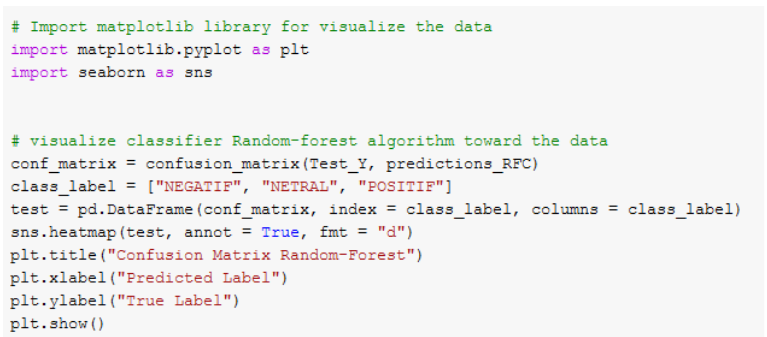 # Import matplotlib library for visualize the data
import matplotlib.pyplot as plt
import seaborn as sns
# visualize classifier Random-forest algorithm toward the data
conf_matrix = confusion_matrix(Test_Y, predictions_RFC)
class_label = ["NEGATIF", "NETRAL", "POSITIF"]
test = pd.DataFrame(conf_matrix, index = class_label, columns = class_label)
sns.heatmap(test, annot = True, fmt = "d")
plt.title("Confusion Matrix Random-Forest")
plt.xlabel("Predicted Label")
plt.ylabel("True Label")
plt.show()